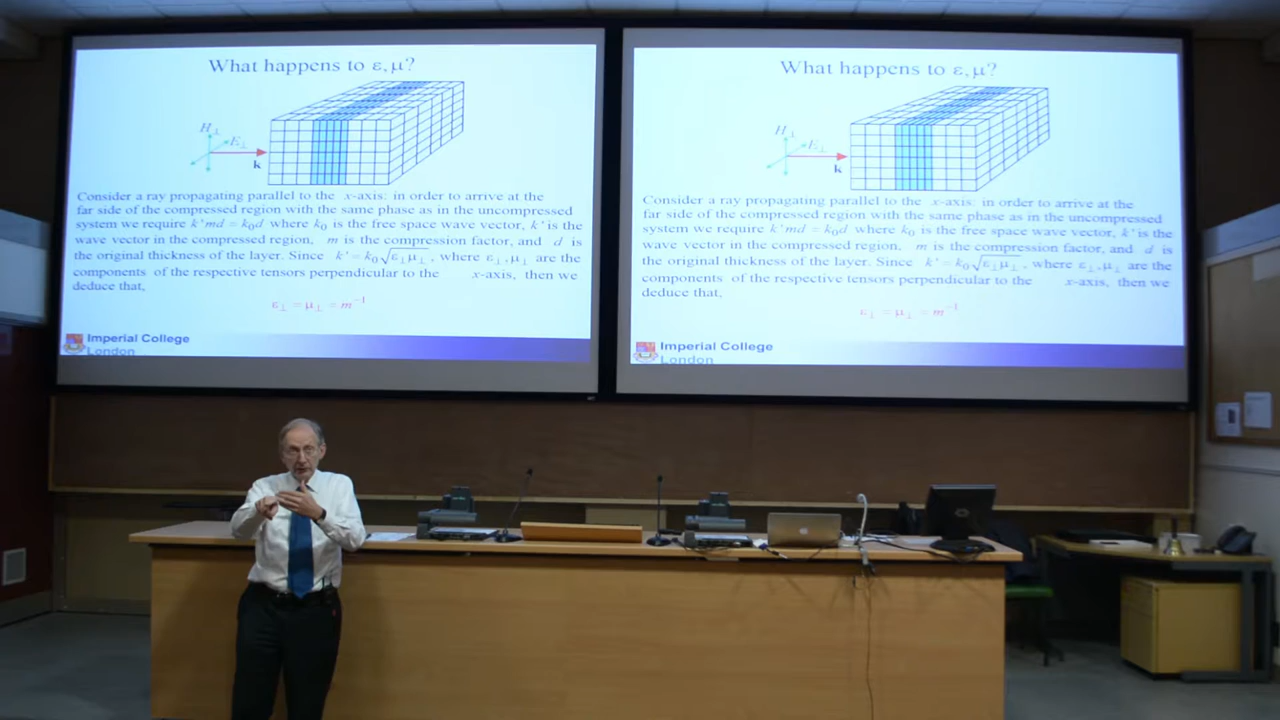 What happens to ε, μ?
H⊥
E⊥
k
Consider a ray propagating parallel to the x-axis: in order to arrive at the
far side of the compressed region with the same phase as in the uncompressed
system we require k'md = k₀d where k₀ is the free space wave vector, k' is the
wave vector in the compressed region, m is the compression factor, and d is
the original thickness of the layer. Since k' = k₀√ε⊥μ⊥, where ε⊥, μ⊥ are the
components of the respective tensors perpendicular to the x-axis, then we
deduce that,
ε⊥ = μ⊥ = m⁻¹
Imperial College
London
What happens to ε, μ?
H⊥
E⊥
k
Consider a ray propagating parallel to the x-axis: in order to arrive at the
far side of the compressed region with the same phase as in the uncompressed
system we require k'md = k₀d where k₀ is the free space wave vector, k' is the
wave vector in the compressed region, m is the compression factor, and d is
the original thickness of the layer. Since k' = k₀√ε⊥μ⊥, where ε⊥, μ⊥ are the
components of the respective tensors perpendicular to the x-axis, then we
deduce that,
ε⊥ = μ⊥ = m⁻¹
Imperial College
London